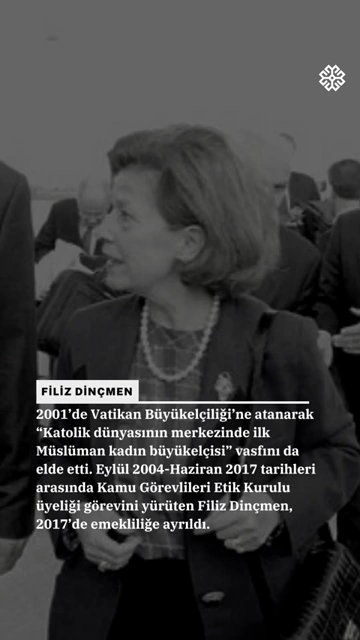 FİLİZ DİNÇMEN
2001'de Vatikan Büyükelçiliği'ne atanarak
“Katolik dünyasının merkezinde ilk
Müslüman kadın büyükelçisi” vasfını da
elde etti. Eylül 2004-Haziran 2017 tarihleri
arasında Kamu Görevlileri Etik Kurulu
üyeliği görevini yürüten Filiz Dinçmen,
2017'de emekliliğe ayrıldı.